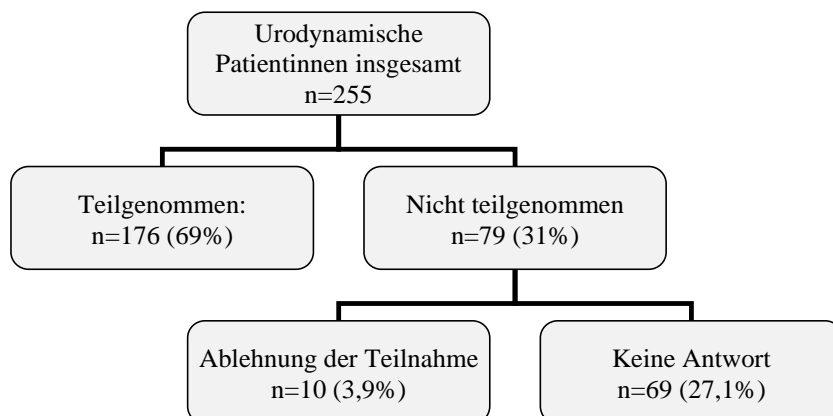 Urodynamische
Patientinnen insgesamt
n=255
Teilgenommen:
n=176 (69%)
Nicht teilgenommen
n=79 (31%)
Ablehnung der Teilnahme
n=10 (3,9%)
Keine Antwort
n=69 (27,1%)